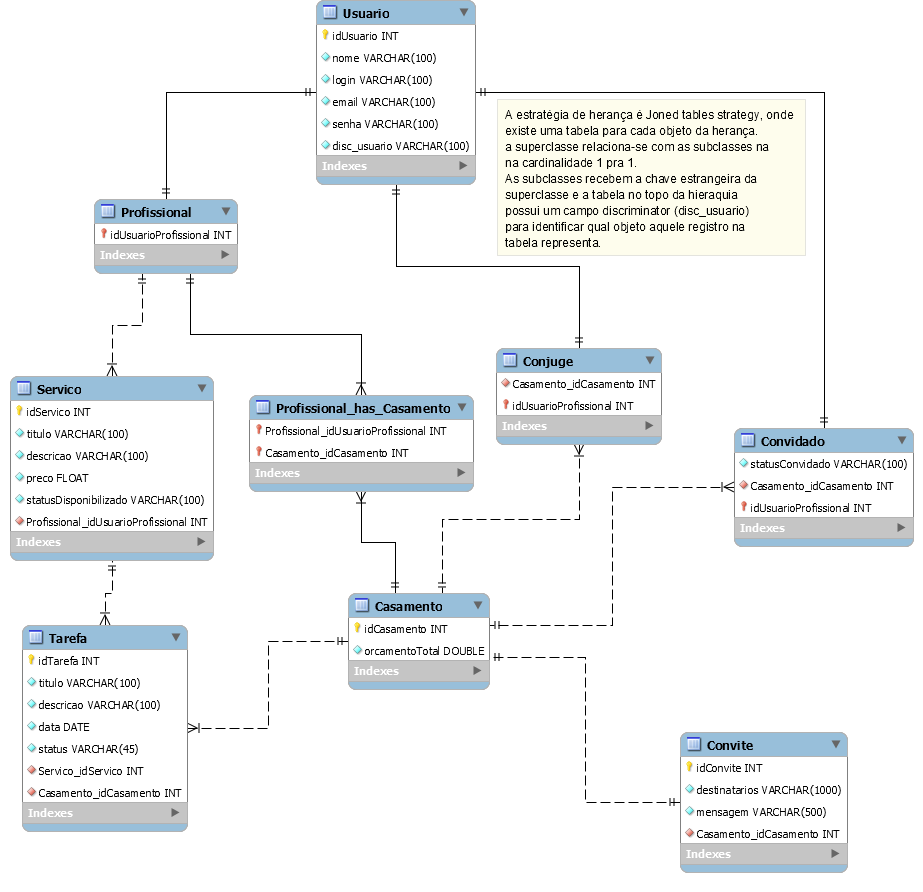 Usuario
idUsuario INT
nome VARCHAR(100)
login VARCHAR(100)
email VARCHAR(100)
senha VARCHAR(100)
disc_usuario VARCHAR(100)
Indexes
A estratégia de herança é Joned tables strategy, onde
existe uma tabela para cada objeto da herança.
a superclasse relaciona-se com as subclasses na
na cardinalidade 1 pra 1.
As subclasses recebem a chave estrangeira da
superclasse e a tabela no topo da hieraquia
possui um campo discriminator (disc_usuario)
para identificar qual objeto aquele registro na
tabela representa.
Profissional
idUsuarioProfissional INT
Indexes
Servico
idServico INT
titulo VARCHAR(100)
descricao VARCHAR(100)
preco FLOAT
statusDisponibilizado VARCHAR(100)
Profissional_idUsuarioProfissional INT
Indexes
Profissional_has_Casamento
Profissional_idUsuarioProfissional INT
Casamento_idCasamento INT
Indexes
Conjuge
Casamento_idCasamento INT
idUsuarioProfissional INT
Indexes
Convidado
statusConvidado VARCHAR(100)
Casamento_idCasamento INT
idUsuarioProfissional INT
Indexes
Casamento
idCasamento INT
orcamentoTotal DOUBLE
Indexes
Tarefa
idTarefa INT
titulo VARCHAR(100)
descricao VARCHAR(100)
data DATE
status VARCHAR(45)
Servico_idServico INT
Casamento_idCasamento INT
Indexes
Convite
idConvite INT
destinatarios VARCHAR(1000)
mensagem VARCHAR(500)
Casamento_idCasamento INT
Indexes